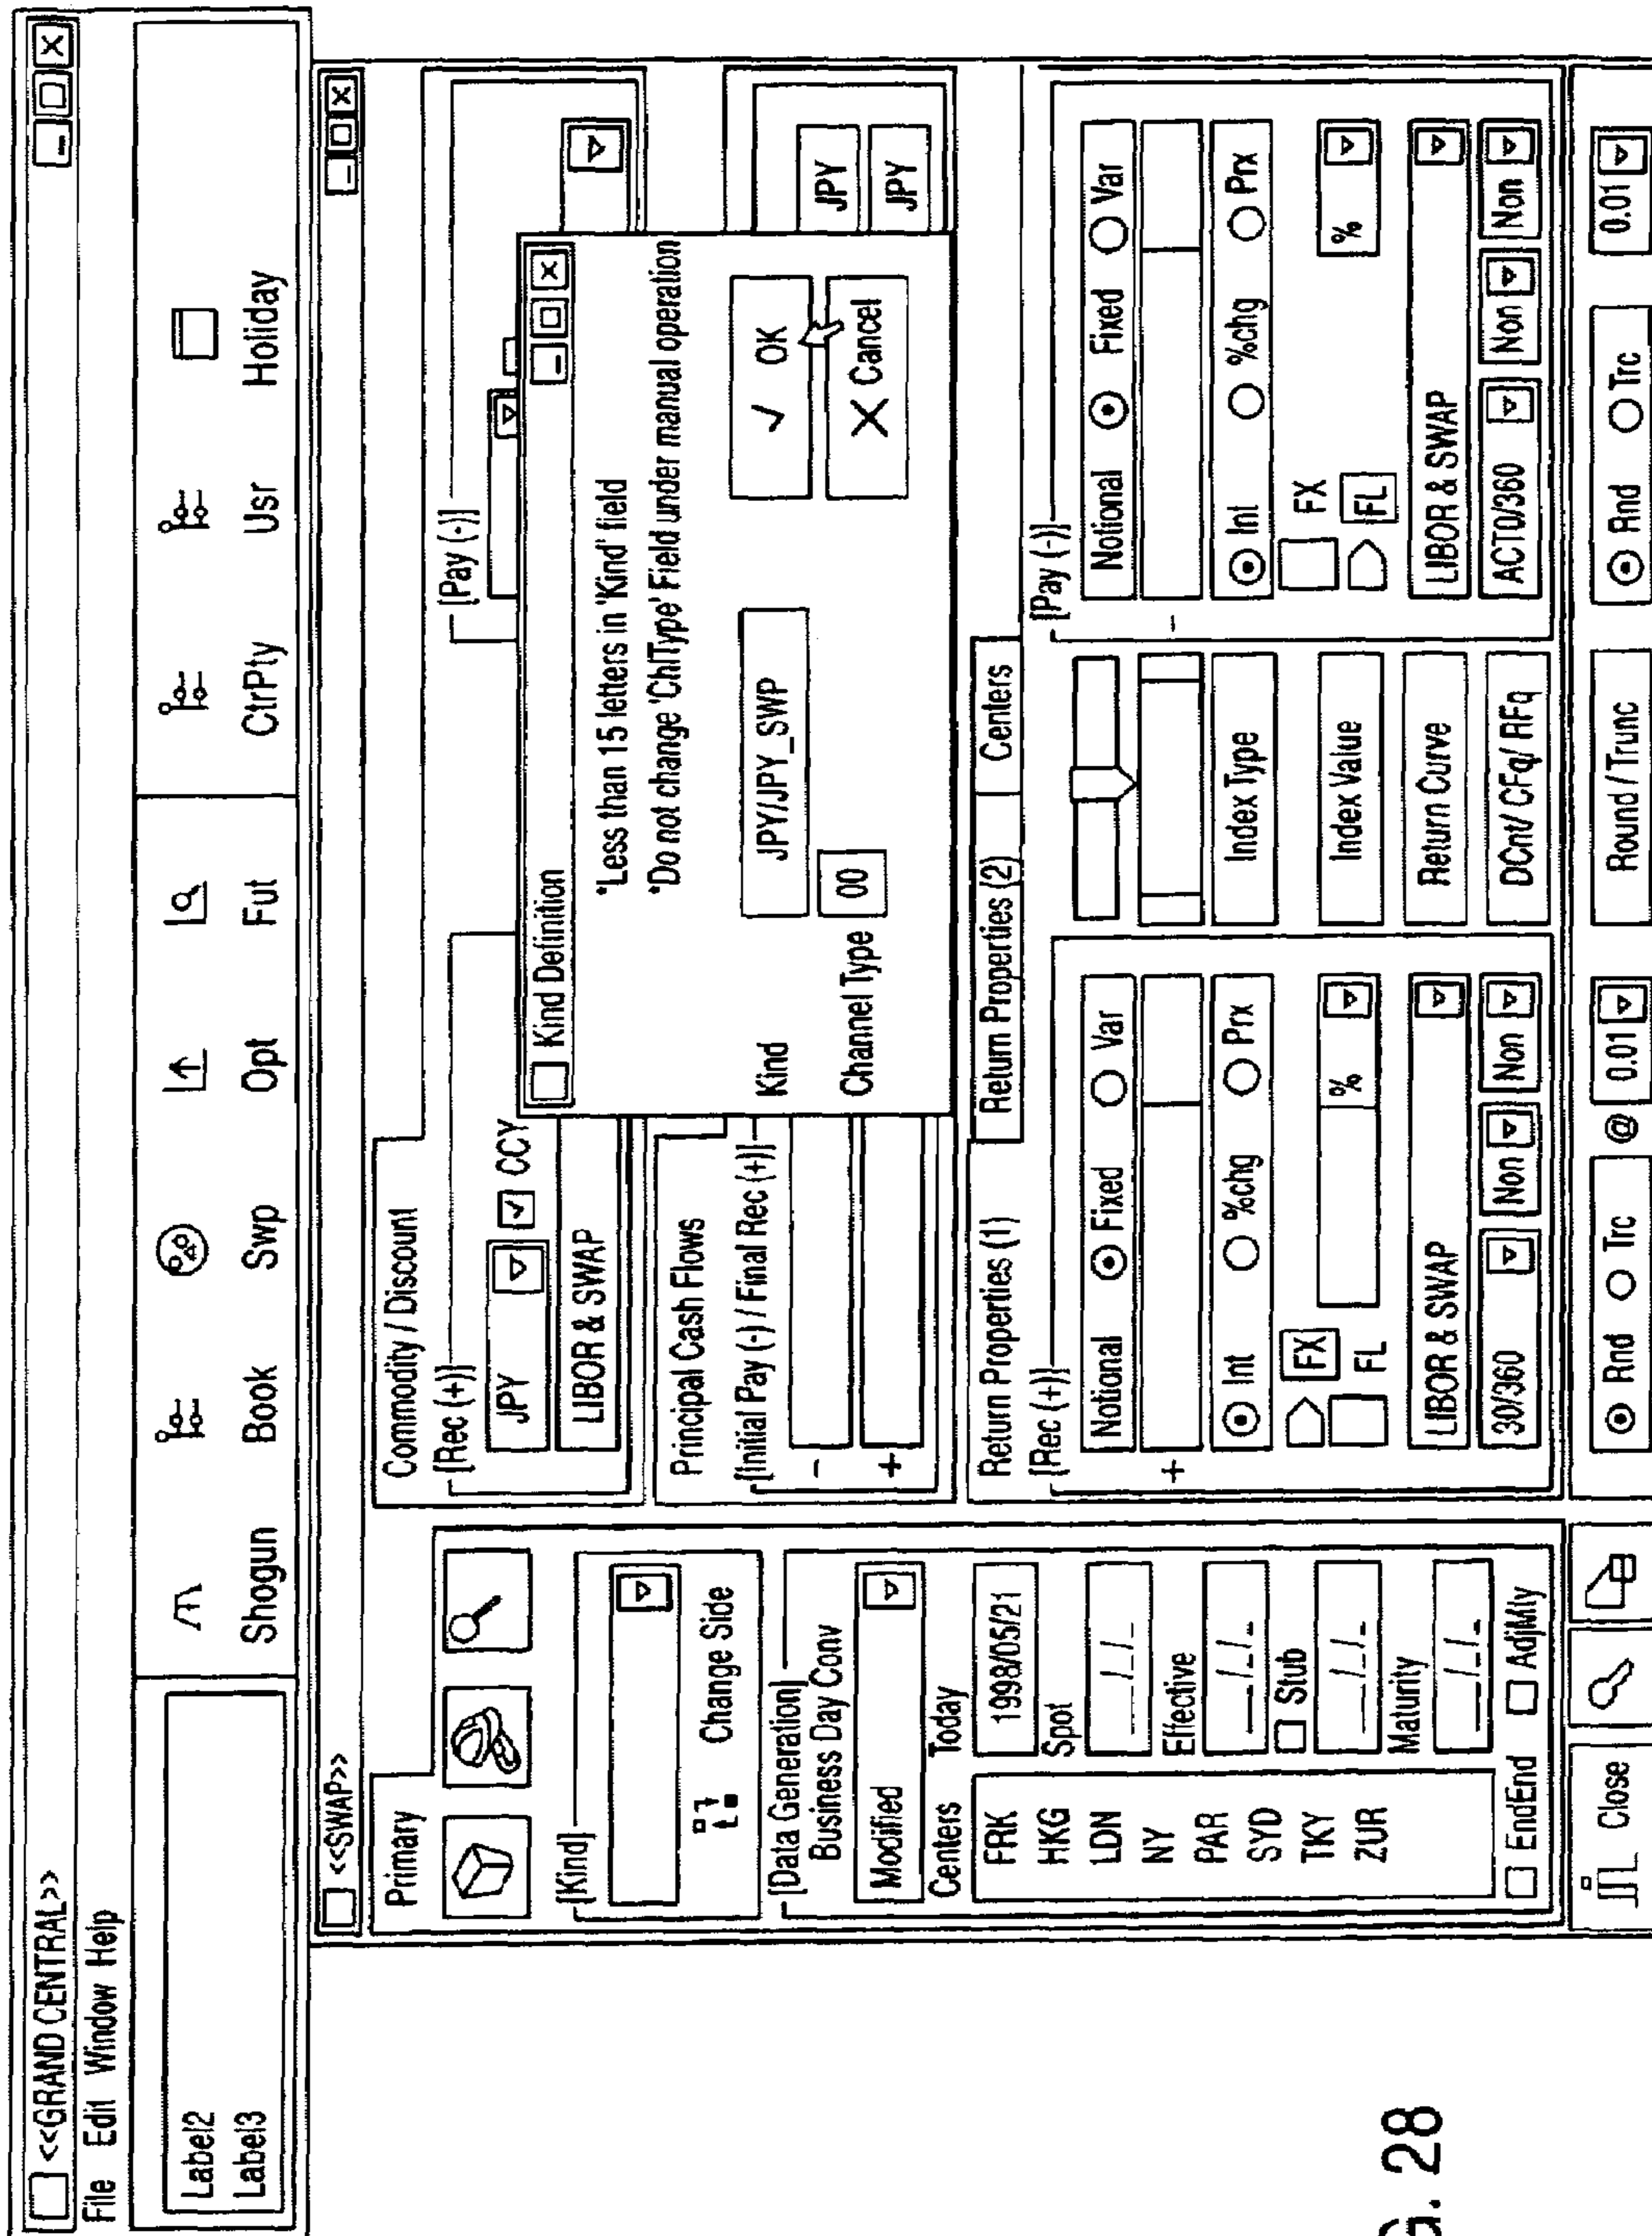 <<GRAND CENTRAL>>
File Edit Window Help
Label2
Label3
Shogun Book Swp Opt Fut CtrPty Usr Holiday
<<SWAP>>
Primary
[Kind]
Change Side
[Data Generation]
Business Day Conv
Modified
Centers Today
1998/05/21
FRK
HKG
LDN
NY
PAR
SYD
TKY
ZUR
Spot
_/_/_
Effective
_/_/_
Stub
_/_/_
Maturity
_/_/_
EndEnd AdjMty
Close
Commodity / Discount
[Rec (+)]
JPY CCY
LIBOR & SWAP
[Pay (-)]
Principal Cash Flows
[Initial Pay (-) / Final Rec (+)]
-
+
JPY
JPY
Kind Definition
*Less than 15 letters in 'Kind' field
*Do not change 'ChlType' Field under manual operation
Kind JPY/JPY_SWP
Channel Type 00
OK
Cancel
Return Properties (1) Return Properties (2) Centers
[Rec (+)]
Notional Fixed Var
+
Int %chg Prx
FX
FL
%
LIBOR & SWAP
30/360 Non Non
Index Type
Index Value
Return Curve
DCnt/ CFq/ RFq
[Pay (-)]
Notional Fixed Var
-
Int %chg Prx
FX
FL
%
LIBOR & SWAP
ACT0/360 Non Non
Rnd Trc @ 0.01 Round / Trunc Rnd Trc 0.01
G. 28